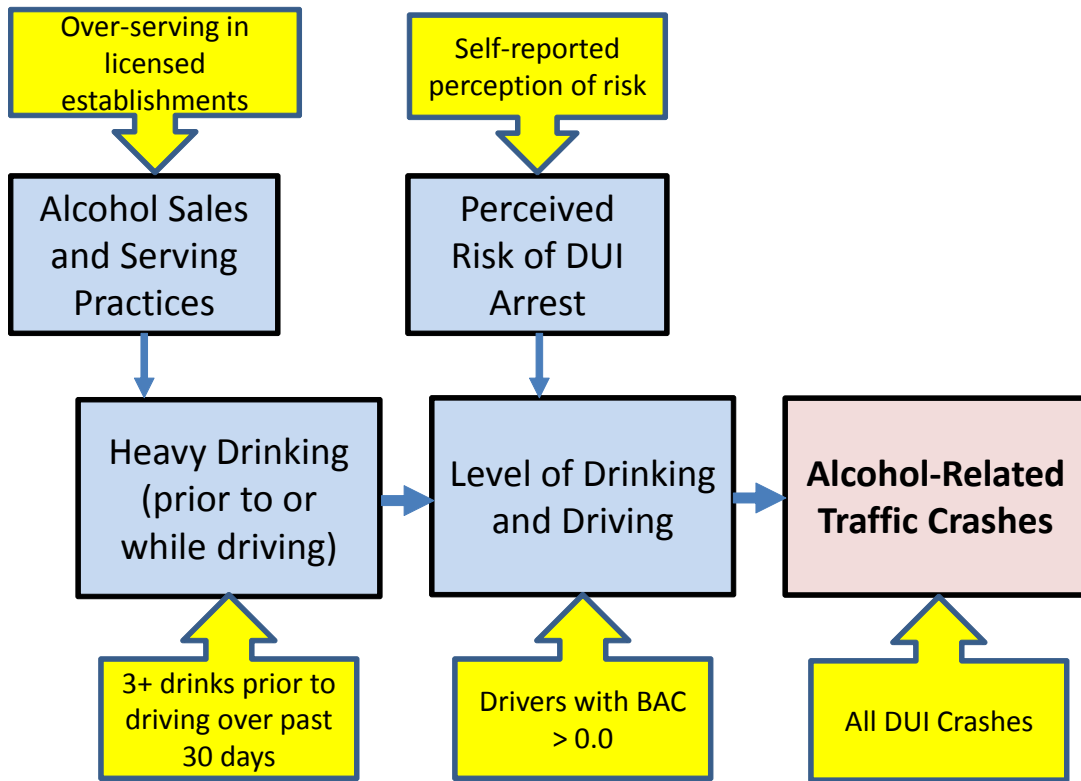 Over-serving in
licensed
establishments
Self-reported
perception of risk
Alcohol Sales
and Serving
Practices
Perceived
Risk of DUI
Arrest
Heavy Drinking
(prior to or
while driving)
Level of Drinking
and Driving
Alcohol-Related
Traffic Crashes
3+ drinks prior to
driving over past
30 days
Drivers with BAC
> 0.0
All DUI Crashes